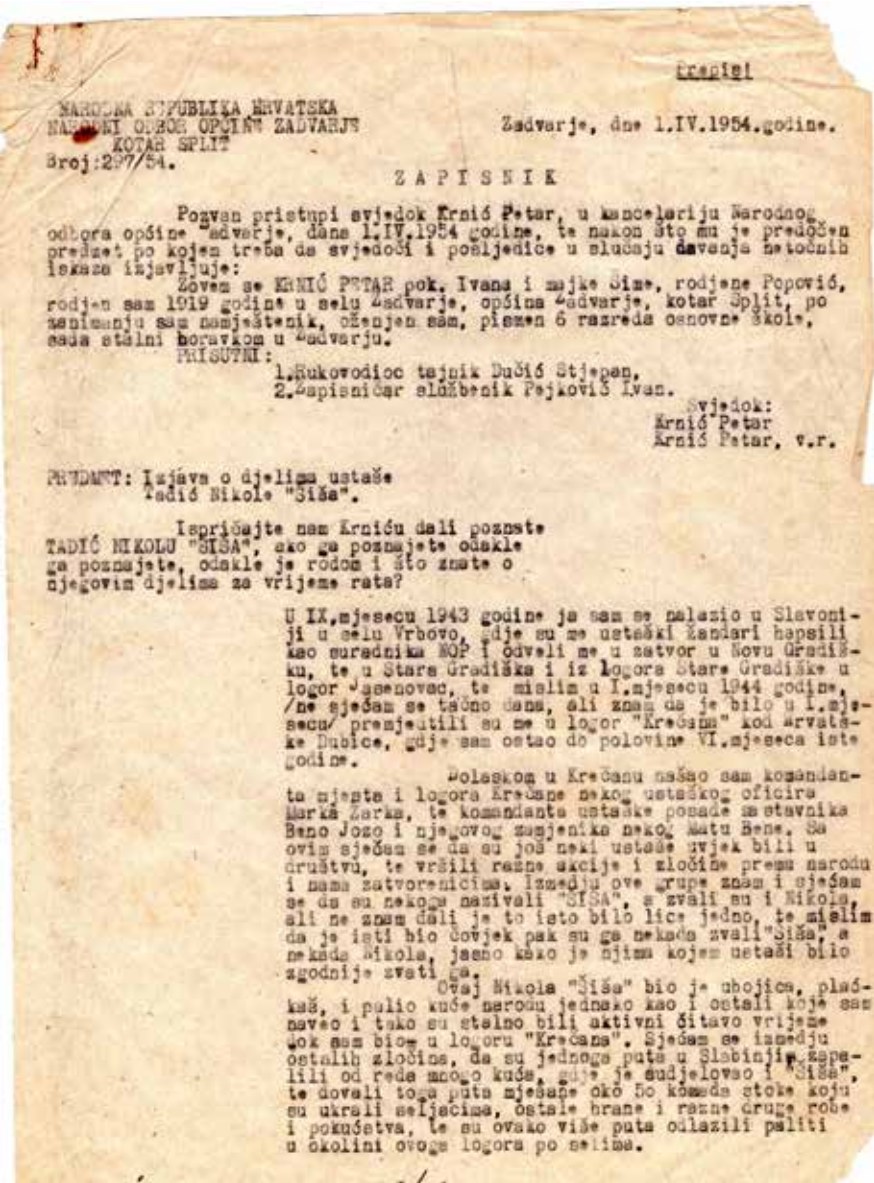 Prepis!
NARODNA REPUBLIKA HRVATSKA
NARODNI ODBOR OPĆINE ZADVARJE
KOTAR SPLIT
Broj:297/54.
Zadvarje, dne 1.IV.1954.godine.
Z A P I S N I K
Pozvan pristupi svjedok Krnić Petar, u kancelariju Narodnog
odbora općine Zadvarje, dana 1.IV.1954 godine, te nakon što mu je predočen
predmet po kojem treba da svjedoči i posljedice u slučaju davanja netočnih
iskaza izjavljuje:
Zovem se KRNIĆ PETAR pok. Ivana i majke Sime, rodjene Popović,
rodjen sam 1919 godine u selu Zadvarje, općina Zadvarje, kotar Split, po
zanimanju sam namještenik, oženjen sam, pismen 6 razreda osnovne škole,
sada stalni boravkom u Zadvarju.
PRISUTNI:
1.Rukovodioc tajnik Dučić Stjepan,
2.Zapisničar službenik Pejković Ivan.
Svjedok:
Krnić Petar
Krnić Petar, v.r.
PREDMET: Izjava o djelima ustaše
Tadić Nikole "Šiša".
Ispričajte nam Krniću dali poznate
TADIĆ NIKOLU "ŠIŠA", ako ga poznajete odakle
ga poznajete, odakle je rodom i što znate o
njegovim djelima za vrijeme rata?
U IX.mjesecu 1943 godine ja sam se nalazio u Slavoni-
ji u selu Vrbovo, gdje su me ustaški žandari hapsili
kao suradnika NOP i odveli me u zatvor u Novu Gradiš-
ku, te u Stara Gradiška i iz logora Stare Gradiške u
logor Jasenovac, te mislim u I.mjesecu 1944 godine,
/ne sjećam se tačno dana, ali znam da je bilo u I.mje-
secu/ premjestili su me u logor "Krečana" kod Hrvats-
ke Dubice, gdje sam ostao do polovine VI.mjeseca iste
godine.
Dolaskom u Krečanu našao sam komandan-
ta mjesta i logora Krečane nekog ustaškog oficira
Marka Žarka, te komandanta ustaške posade zastavnika
Beno Jozo i njegovog zamjenika nekog Matu Bene. Sa
ovim sjećam se da su još neki ustaše uvjek bili u
društvu, te vršili razne akcije i zločine prema narodu
i nama zatvorenicima. Izmedju ove grupe znam i sjećam
se da su nekoga nazivali "ŠIŠA", a zvali su i Nikola,
ali ne znam dali je to isto bilo lice jedno, te mislim
da je isti bio čovjek pak su ga nekada zvali "Šiša", a
nekada Nikola, jasno kako je njima kojem ustaši bilo
zgodnije zvati ga.
Ovaj Nikola "Šiša" bio je ubojica, pljač-
kaš, i palio kuće narodu jednako kao i ostali koje sam
naveo i tako su stalno bili aktivni čitavo vrijeme
dok sam bio u logoru "Krečana". Sjećam se izmedju
ostalih zločina, da su jednoga puta u Slabinji zapa-
lili od reda mnogo kuća, gdje je sudjelovao i "Šiša",
te dovali toga puta mješane oko 50 komada stoke koju
su ukrali seljacima, ostale hrane i razne druge robe
i pokućstva, te su ovako više puta odlazili paliti
u okolini ovoga logora po selima.